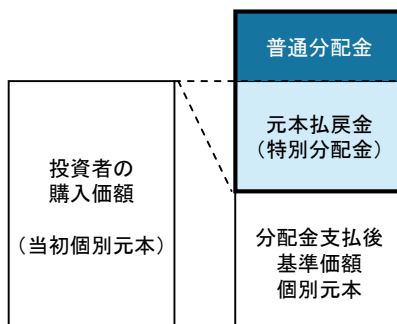 普通分配金
元本払戻金
（特別分配金）
投資者の
購入価額
（当初個別元本）
分配金支払後
基準価額
個別元本